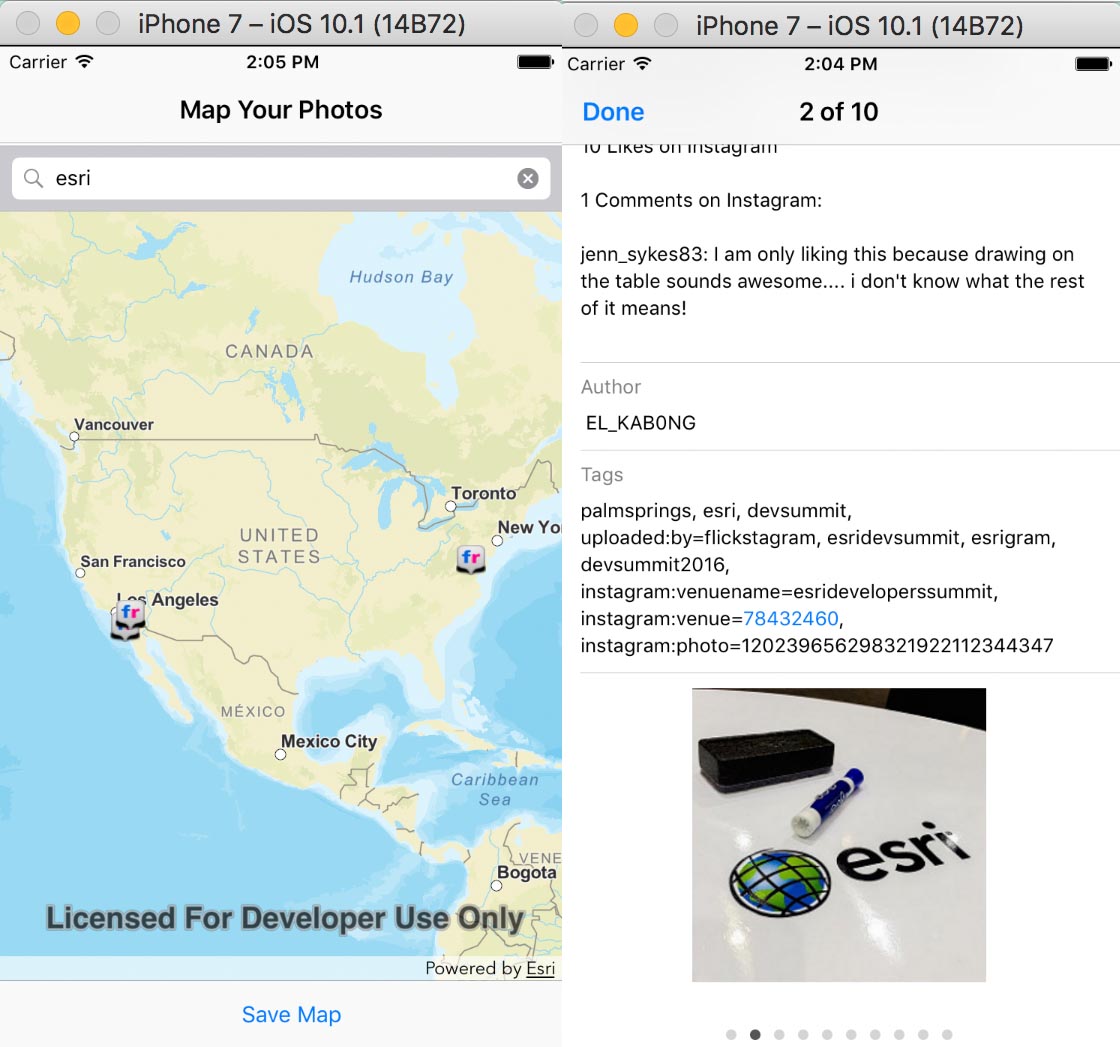 iPhone 7 – iOS 10.1 (14B72)
Carrier
2:05 PM
Map Your Photos
esri
Hudson Bay
CANADA
Vancouver
Toronto
New Yo
UNITED
STATES
San Francisco
fr
Los Angeles
fr
MÉXICO
Mexico City
Caribbean
Sea
VENE
Bogota
Licensed For Developer Use Only
Powered by Esri
Save Map
iPhone 7 – iOS 10.1 (14B72)
Carrier
2:04 PM
Done
2 of 10
10 Likes on Instagram
1 Comments on Instagram:
jenn_sykes83: I am only liking this because drawing on
the table sounds awesome.... i don't know what the rest
of it means!
Author
EL_KAB0NG
Tags
palmsprings, esri, devsummit,
uploaded:by=flickstagram, esridevsummit, esrigram,
devsummit2016,
instagram:venuename=esrideveloperssummit,
instagram:venue=78432460,
instagram:photo=1202396562983219221​12344347
esri